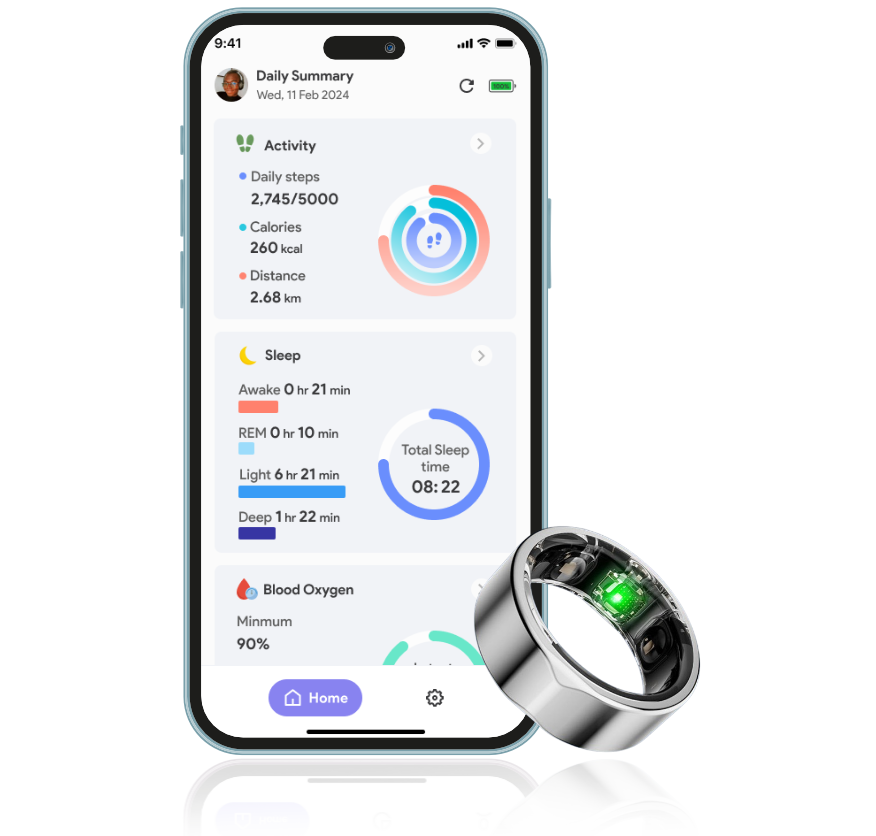 9:41
Daily Summary
Wed, 11 Feb 2024
100%
Activity
Daily steps
2,745/5000
Calories
260 kcal
Distance
2.68 km
Sleep
Awake 0 hr 21 min
REM 0 hr 10 min
Light 6 hr 21 min
Deep 1 hr 22 min
Total Sleep
time
08:22
Blood Oxygen
Minmum
90%
Home